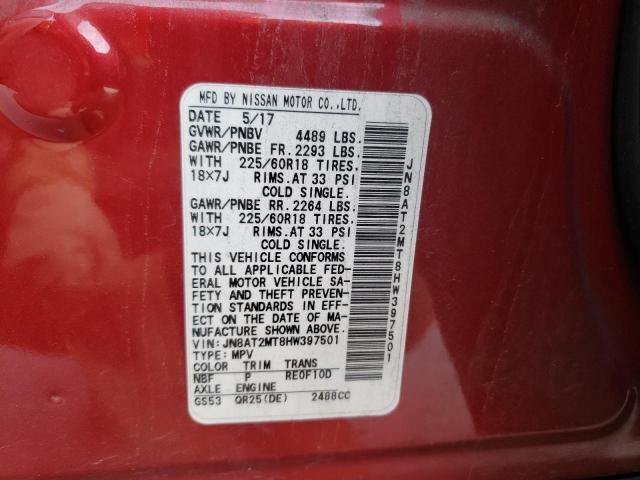 MFD BY NISSAN MOTOR CO.,LTD.
DATE 5/17
GVWR/PNBV 4489 LBS.
GAWR/PNBE FR. 2293 LBS.
WITH 225/60R18 TIRES.
18×7J RIMS.AT 33 PSI
COLD SINGLE.
GAWR/PNBE RR. 2264 LBS.
WITH 225/60R18 TIRES.
18×7J RIMS.AT 33 PSI
COLD SINGLE.
THIS VEHICLE CONFORMS
TO ALL APPLICABLE FED-
ERAL MOTOR VEHICLE SA-
FETY AND THEFT PREVEN-
TION STANDARDS IN EFF-
ECT ON THE DATE OF MA-
NUFACTURE SHOWN ABOVE.
VIN: JN8AT2MT8HW397501
TYPE: MPV
COLOR TRIM TRANS
NBF P RE0F10D
AXLE ENGINE
GS53 QR25(DE) 2488CC
JN8AT2MT8HW397501